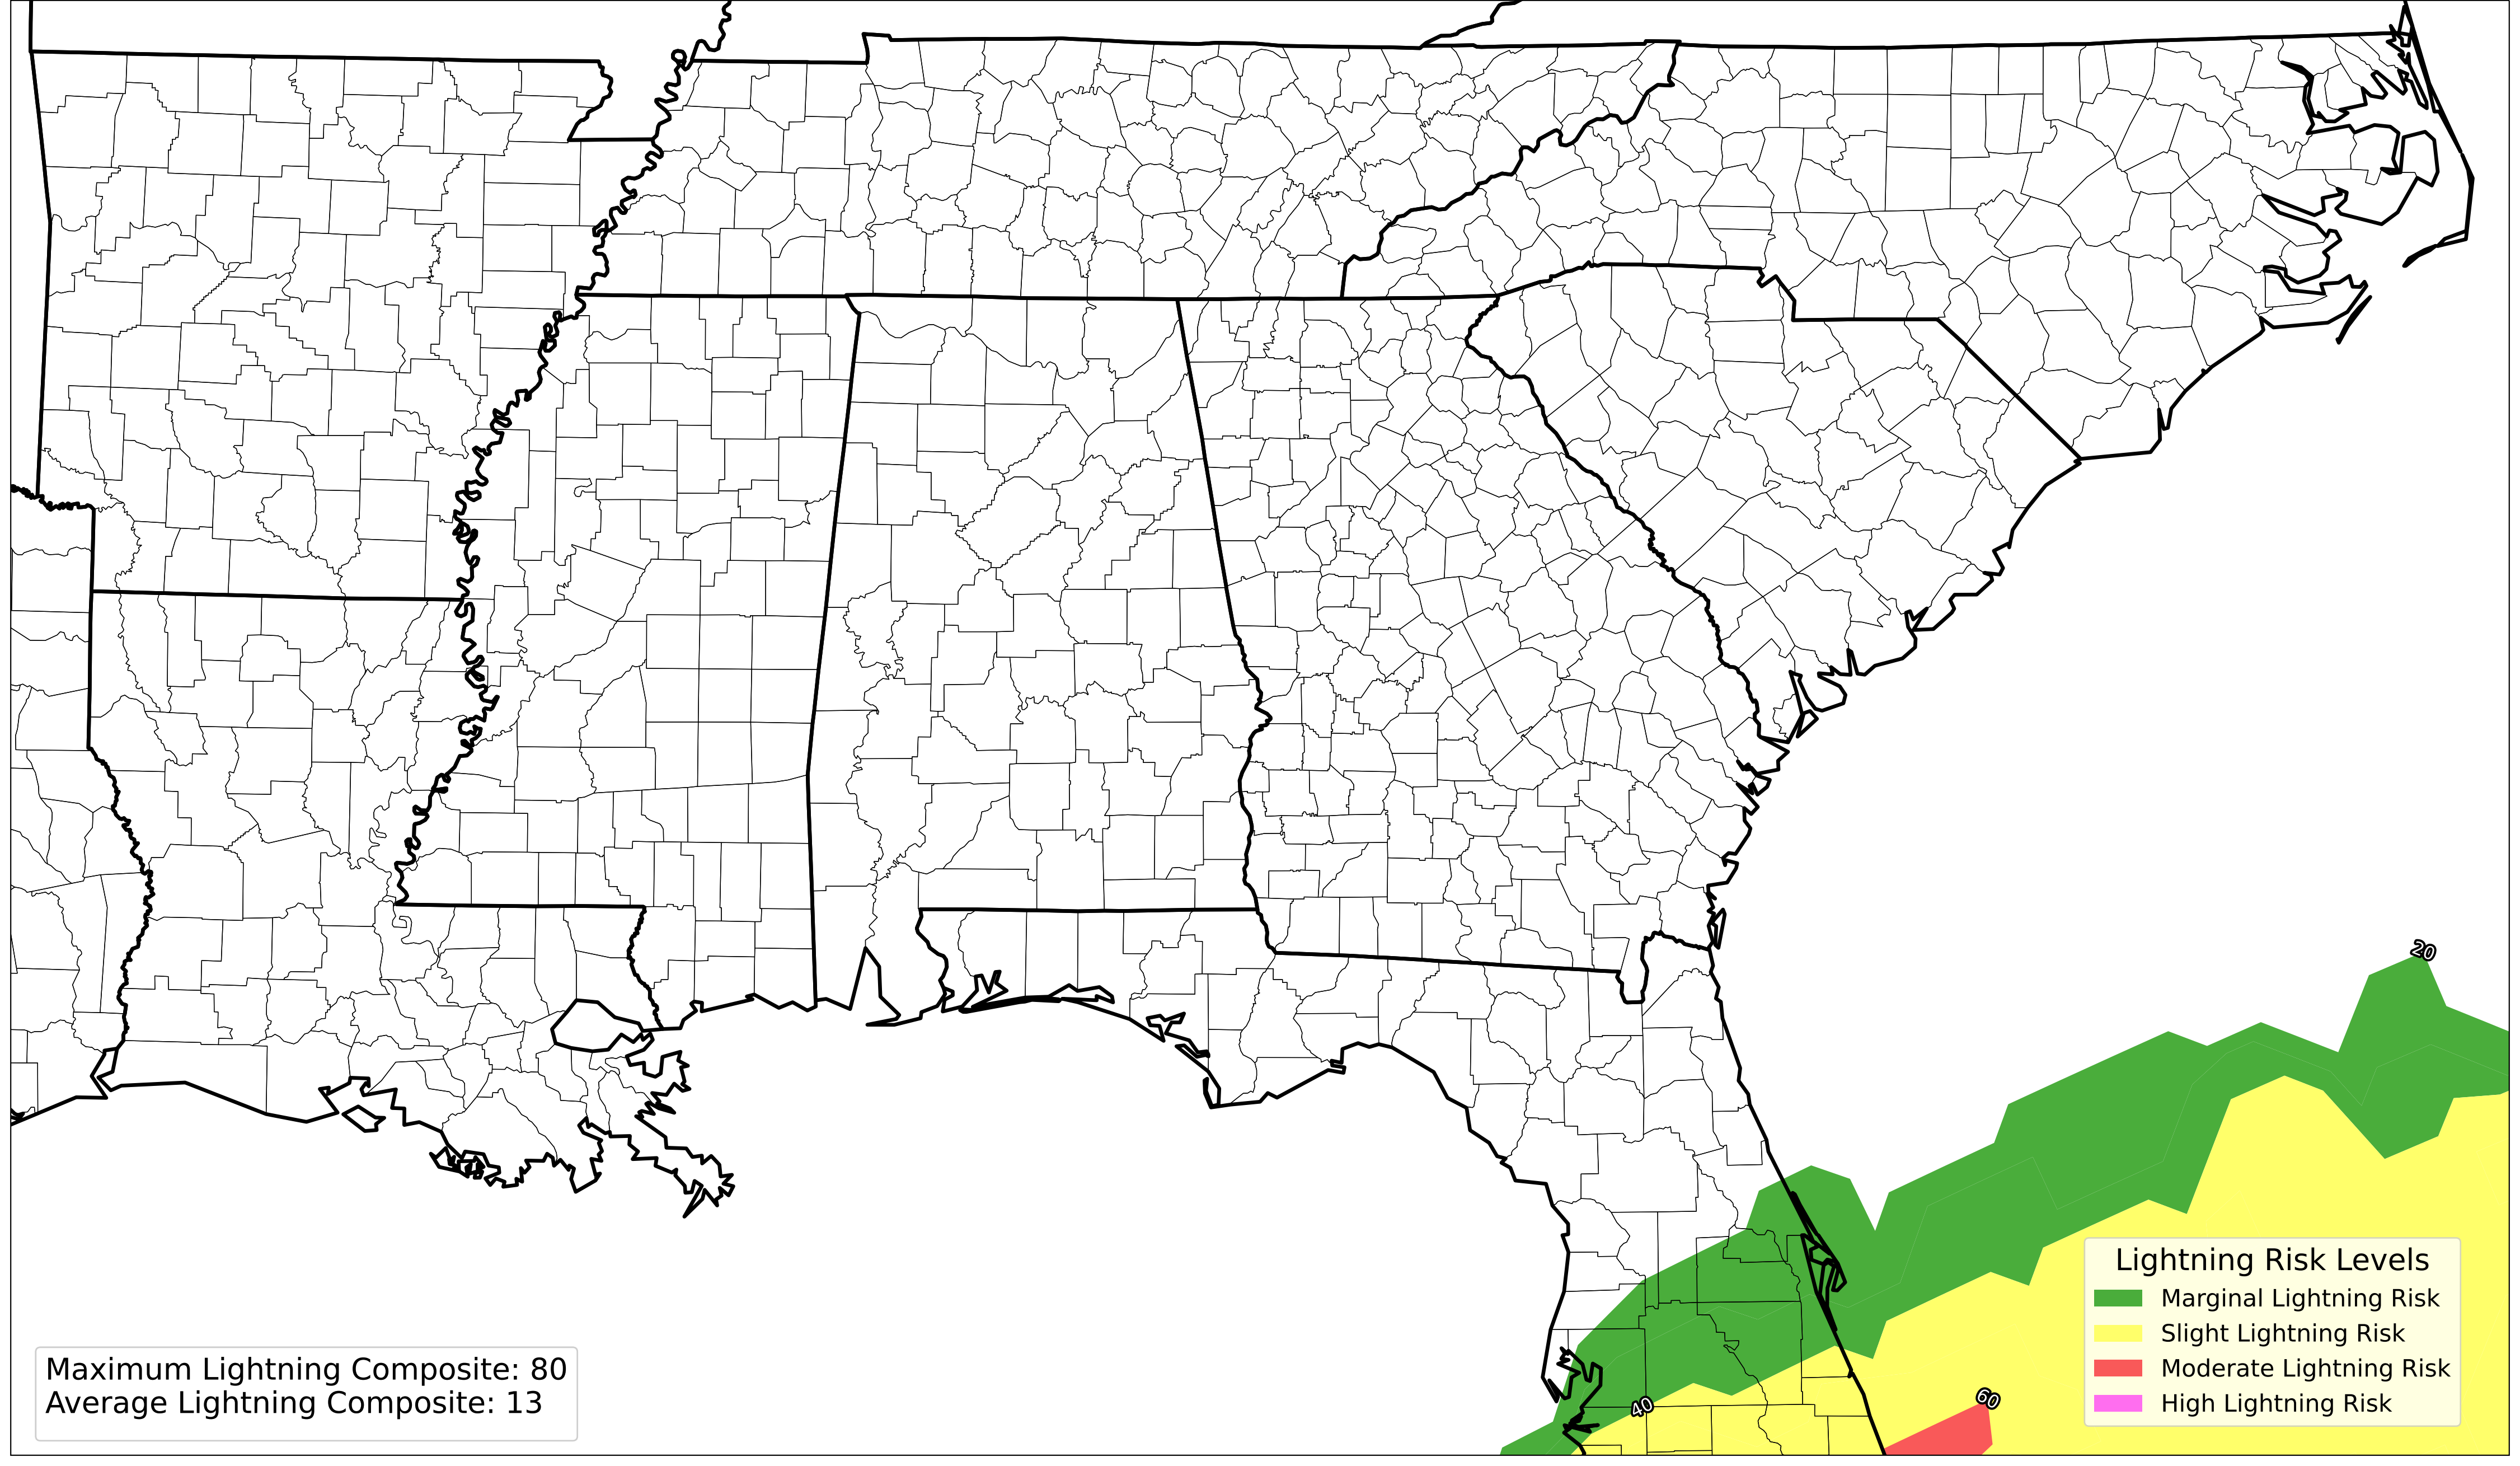 20
Lightning Risk Levels
Marginal Lightning Risk
Slight Lightning Risk
Moderate Lightning Risk
High Lightning Risk
Maximum Lightning Composite: 80
Average Lightning Composite: 13
40
60